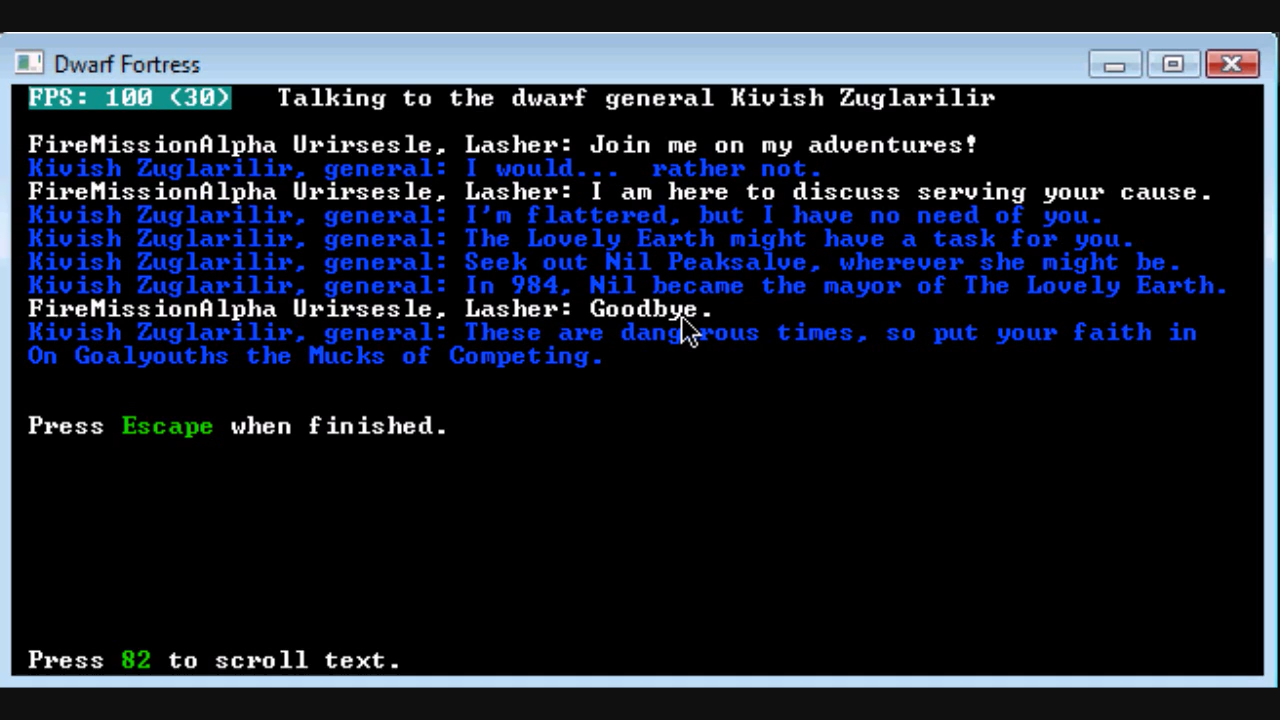 Dwarf Fortress
FPS: 100 (30) Talking to the dwarf general Kivish Zuglarilir
FireMissionAlpha Urirsesle, Lasher: Join me on my adventures!
Kivish Zuglarilir, general: I would... rather not.
FireMissionAlpha Urirsesle, Lasher: I am here to discuss serving your cause.
Kivish Zuglarilir, general: I'm flattered, but I have no need of you.
Kivish Zuglarilir, general: The Lovely Earth might have a task for you.
Kivish Zuglarilir, general: Seek out Nil Peaksalve, wherever she might be.
Kivish Zuglarilir, general: In 984, Nil became the mayor of The Lovely Earth.
FireMissionAlpha Urirsesle, Lasher: Goodbye.
Kivish Zuglarilir, general: These are dangerous times, so put your faith in
On Goalyouths the Mucks of Competing.
Press Escape when finished.
Press 82 to scroll text.